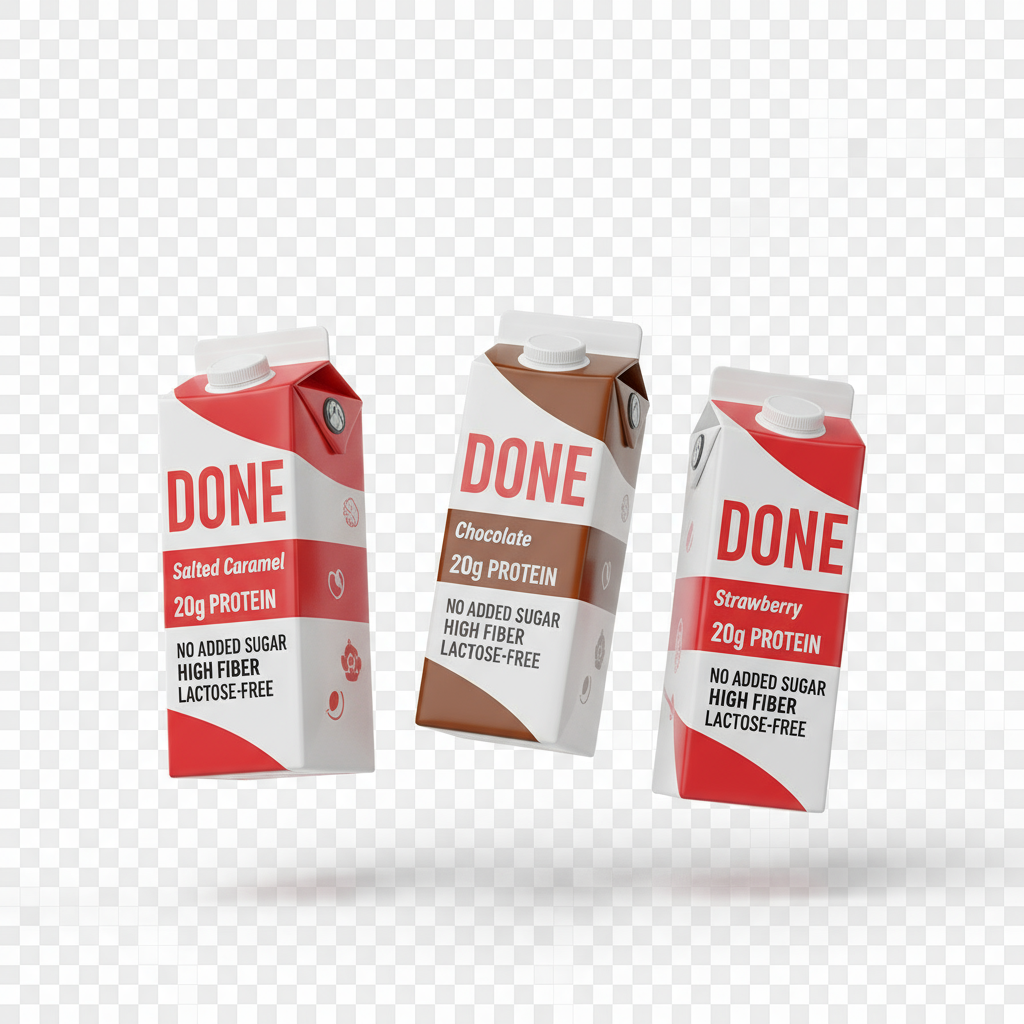 DONE
Salted Caramel
20g PROTEIN
NO ADDED SUGAR
HIGH FIBER
LACTOSE-FREE
DONE
Chocolate
20g PROTEIN
NO ADDED SUGAR
HIGH FIBER
LACTOSE-FREE
DONE
Strawberry
20g PROTEIN
NO ADDED SUGAR
HIGH FIBER
LACTOSE-FREE